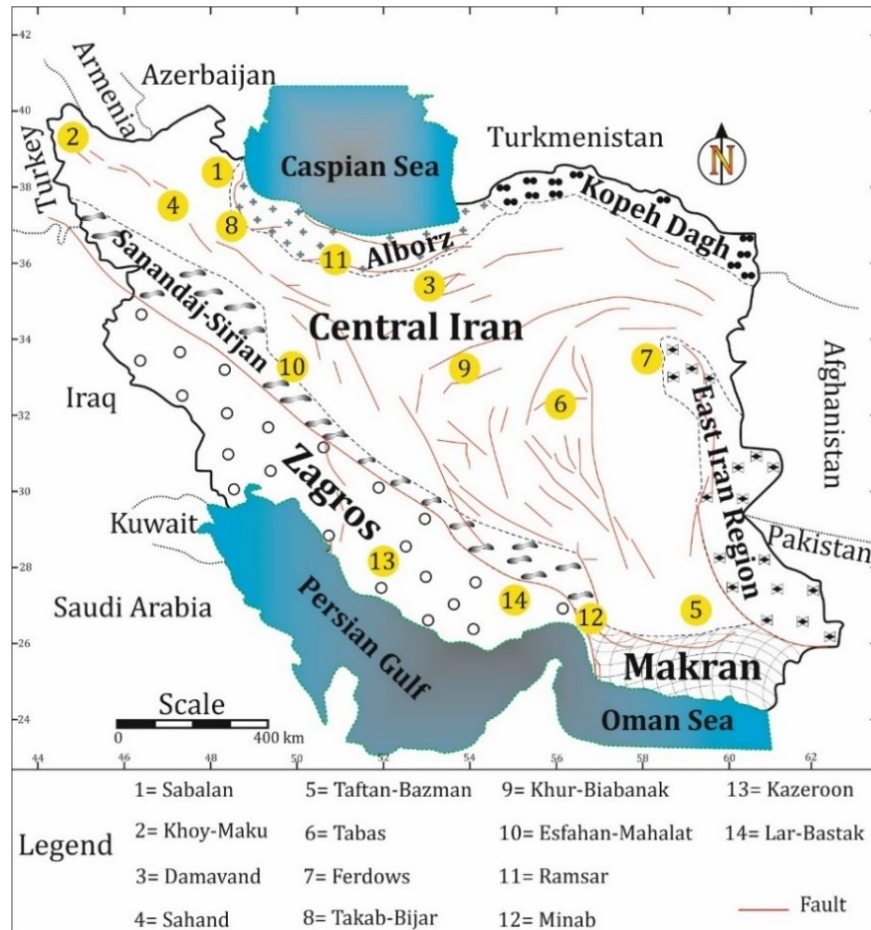 42
40
38
36
34
32
30
28
26
24
Armenia
Azerbaijan
Turkey
Caspian Sea
Turkmenistan
N
Kopeh Dagh
Alborz
Sanandaj-Sirjan
Central Iran
Afghanistan
Iraq
Zagros
East Iran Region
Kuwait
Pakistan
Saudi Arabia
Persian Gulf
Makran
Oman Sea
2
1
4
8
11
3
10
9
7
6
13
14
12
5
Scale
0 400 km
44 46 48 50 52 54 56 58 60 62
Legend
1= Sabalan 5= Taftan-Bazman 9= Khur-Biabanak 13= Kazeroon
2= Khoy-Maku 6= Tabas 10= Esfahan-Mahalat 14= Lar-Bastak
3= Damavand 7= Ferdows 11= Ramsar
4= Sahand 8= Takab-Bijar 12= Minab Fault